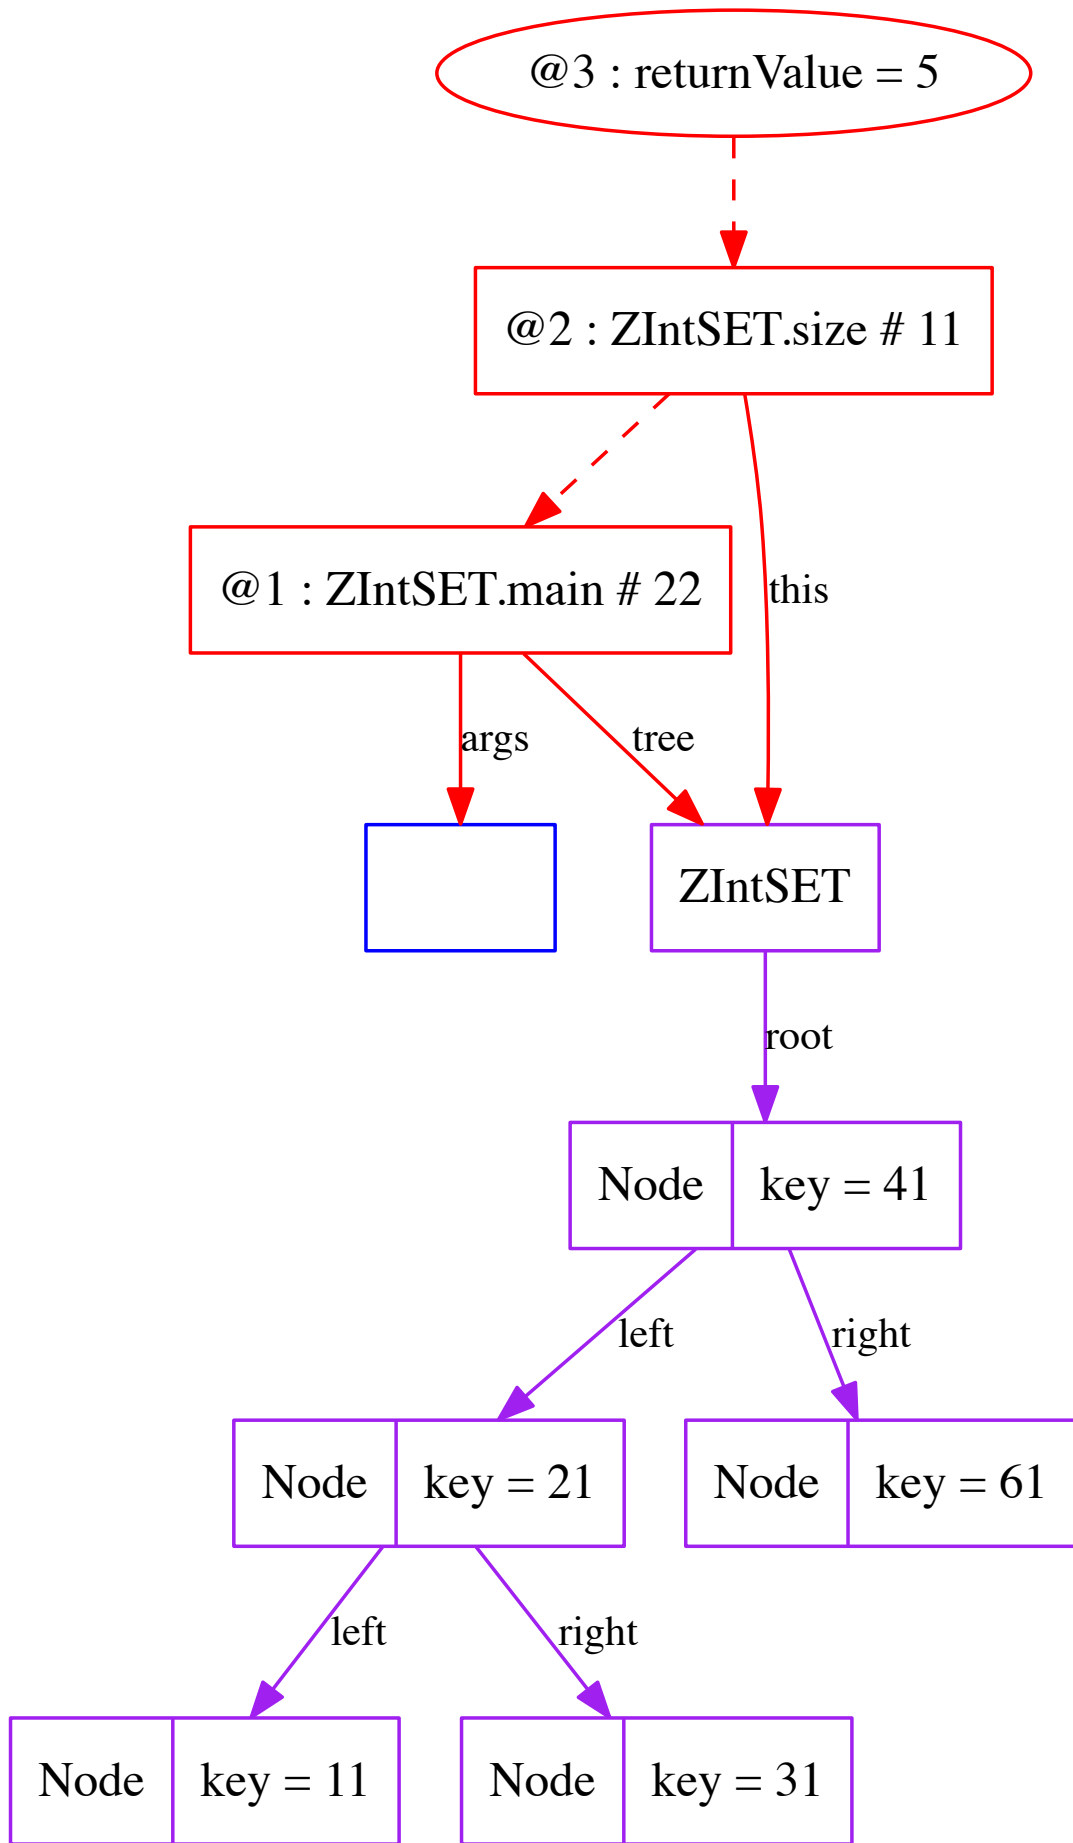 @3 : returnValue = 5
@2 : ZIntSET.size # 11
@1 : ZIntSET.main # 22
this
args
tree
ZIntSET
root
Node
key = 41
left
right
Node
key = 21
Node
key = 61
left
right
Node
key = 11
Node
key = 31